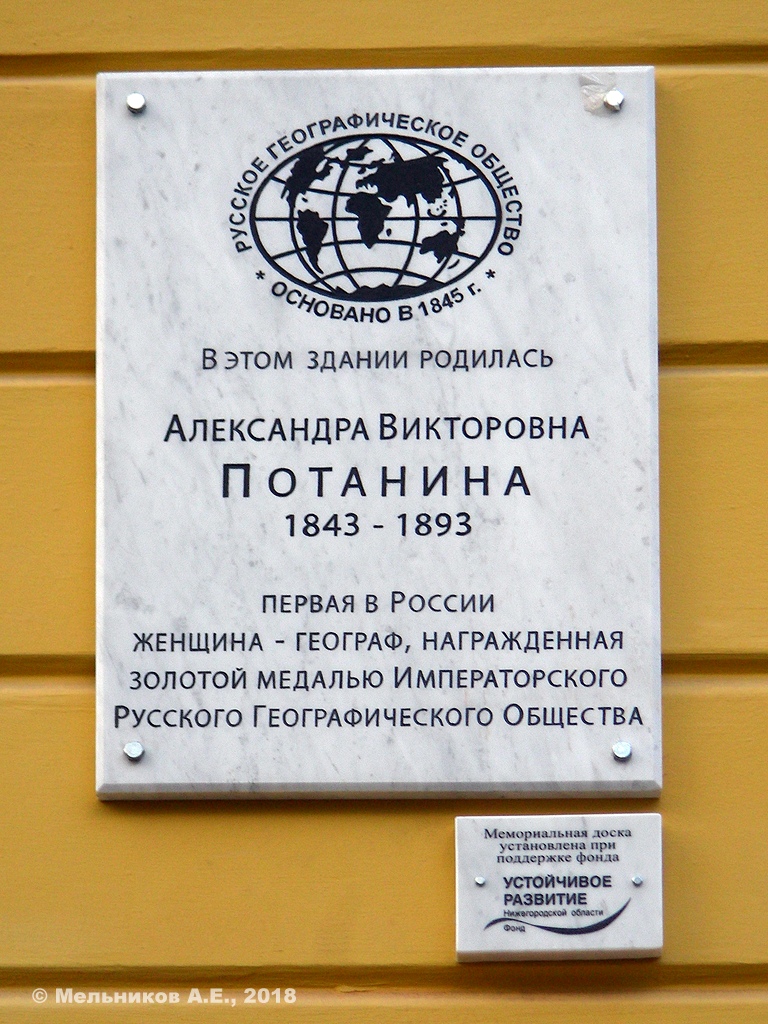 РУССКОЕ ГЕОГРАФИЧЕСКОЕ ОБЩЕСТВО
* ОСНОВАНО В 1845 г. *
В ЭТОМ ЗДАНИИ РОДИЛАСЬ
АЛЕКСАНДРА ВИКТОРОВНА
ПОТАНИНА
1843 - 1893
ПЕРВАЯ В РОССИИ
ЖЕНЩИНА - ГЕОГРАФ, НАГРАЖДЕННАЯ
ЗОЛОТОЙ МЕДАЛЬЮ ИМПЕРАТОРСКОГО
РУССКОГО ГЕОГРАФИЧЕСКОГО ОБЩЕСТВА
Мемориальная доска
установлена при
поддержке фонда
УСТОЙЧИВОЕ
РАЗВИТИЕ
Нижегородской области
Фонд
© Мельников А.Е., 2018